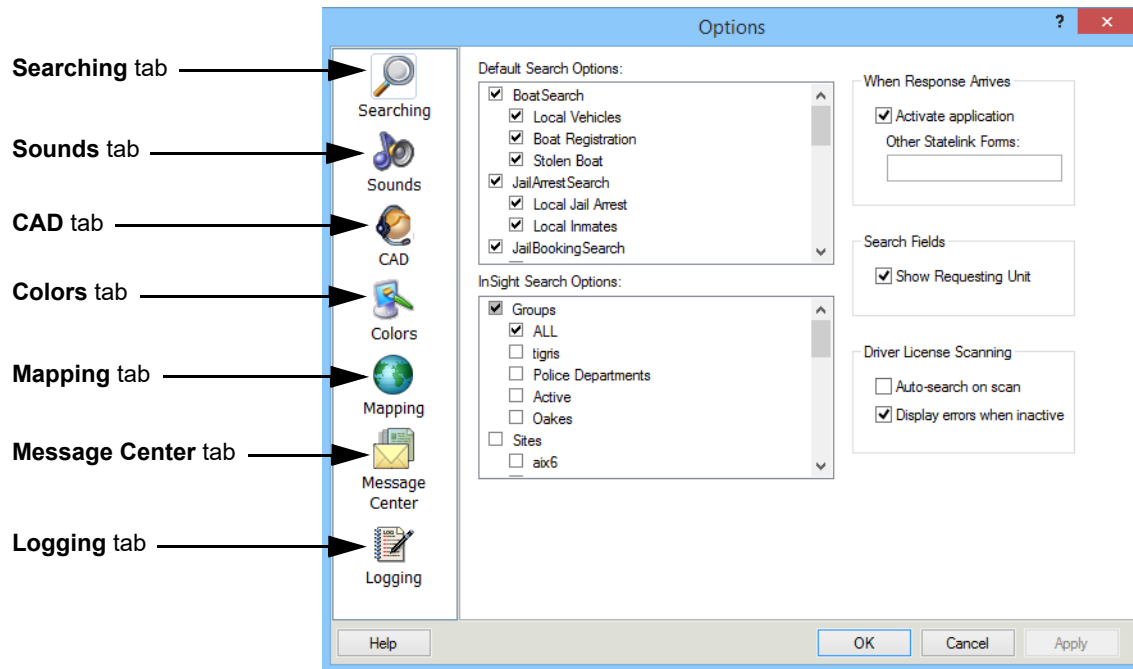 Options
?
Searching tab
Sounds tab
CAD tab
Colors tab
Mapping tab
Message Center tab
Logging tab
Searching
Sounds
CAD
Colors
Mapping
Message
Center
LOG
Logging
Default Search Options:
BoatSearch
Local Vehicles
Boat Registration
Stolen Boat
JailArrestSearch
Local Jail Arrest
Local Inmates
JailBookingSearch
InSight Search Options:
Groups
ALL
tigris
Police Departments
Active
Oakes
Sites
aix6
When Response Arrives
Activate application
Other Statelink Forms:
Search Fields
Show Requesting Unit
Driver License Scanning
Auto-search on scan
Display errors when inactive
Help
OK
Cancel
Apply